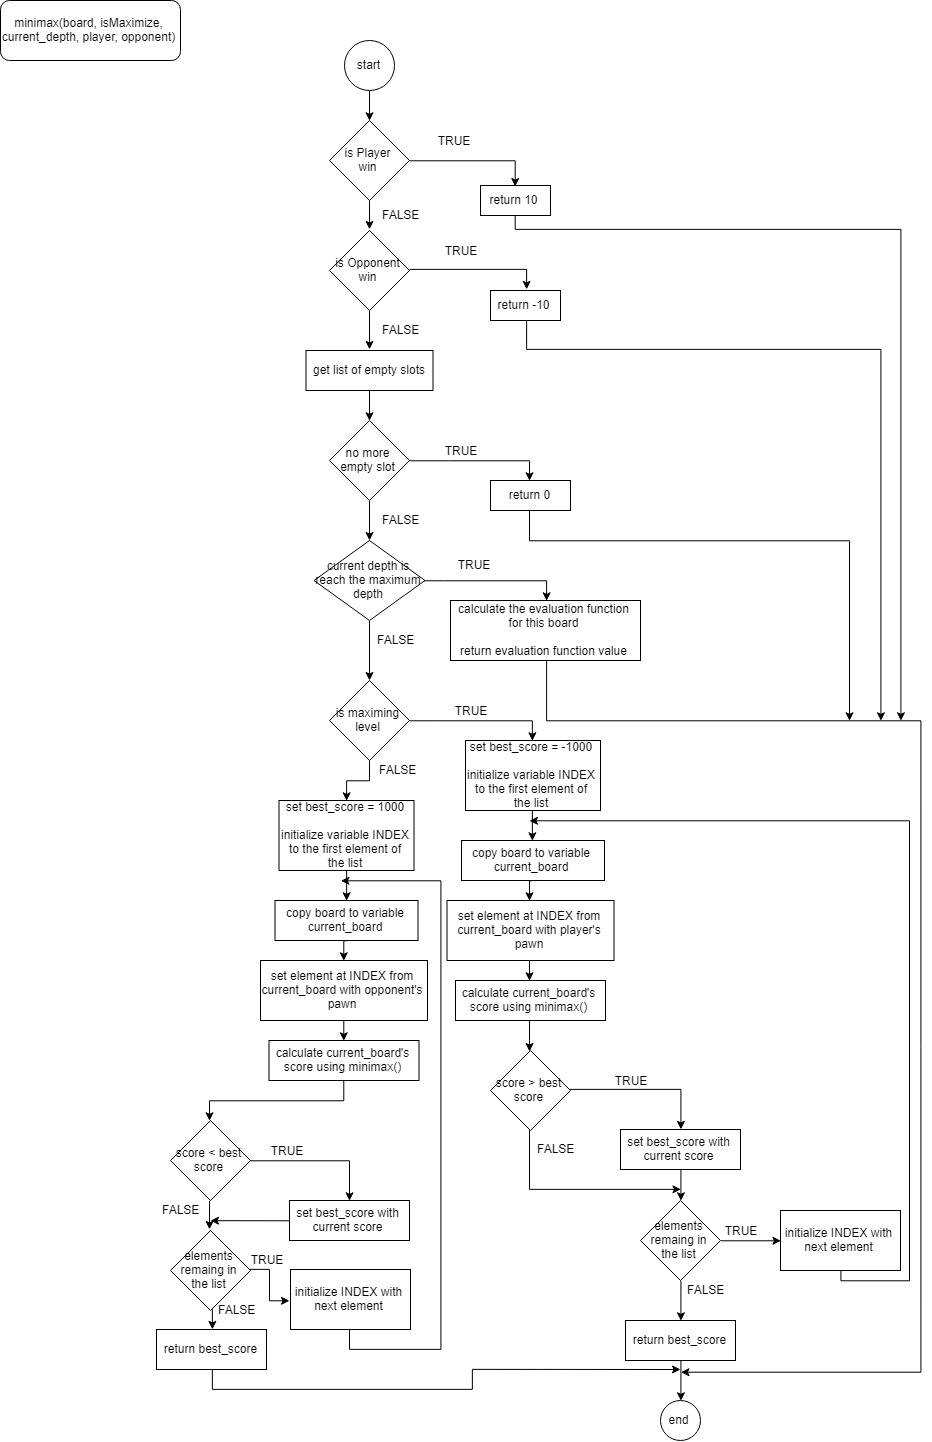 minimax(board, isMaximize,
current_depth, player, opponent)
start
is Player
win
TRUE
return 10
FALSE
is Opponent
win
TRUE
return -10
FALSE
get list of empty slots
no more
empty slot
TRUE
return 0
FALSE
current depth is
reach the maximum
depth
TRUE
calculate the evaluation function
for this board
return evaluation function value
FALSE
is maximing
level
TRUE
FALSE
set best_score = -1000
initialize variable INDEX
to the first element of
the list
set best_score = 1000
initialize variable INDEX
to the first element of
the list
copy board to variable
current_board
copy board to variable
current_board
set element at INDEX from
current_board with player's
pawn
set element at INDEX from
current_board with opponent's
pawn
calculate current_board's
score using minimax()
calculate current_board's
score using minimax()
score > best
score
TRUE
FALSE
set best_score with
current score
score < best
score
TRUE
FALSE
set best_score with
current score
elements
remaing in
the list
TRUE
initialize INDEX with
next element
FALSE
elements
remaing in
the list
TRUE
initialize INDEX with
next element
FALSE
return best_score
return best_score
end